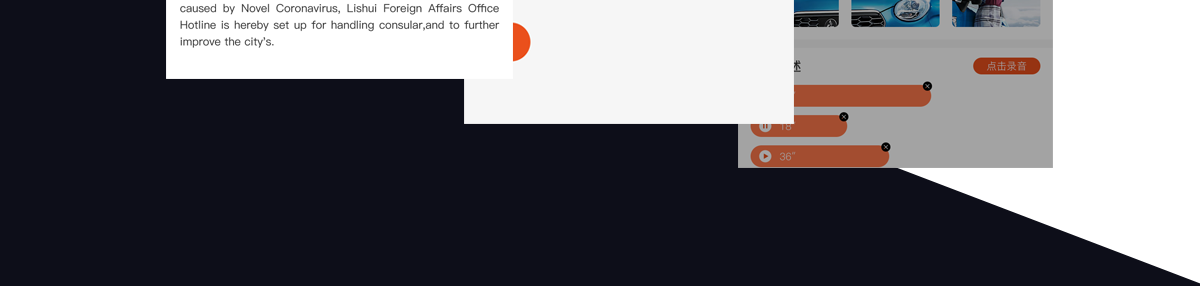 caused by Novel Coronavirus, Lishui Foreign Affairs Office
Hotline is hereby set up for handling consular,and to further
improve the city's.
述
点击录音
18"
36"